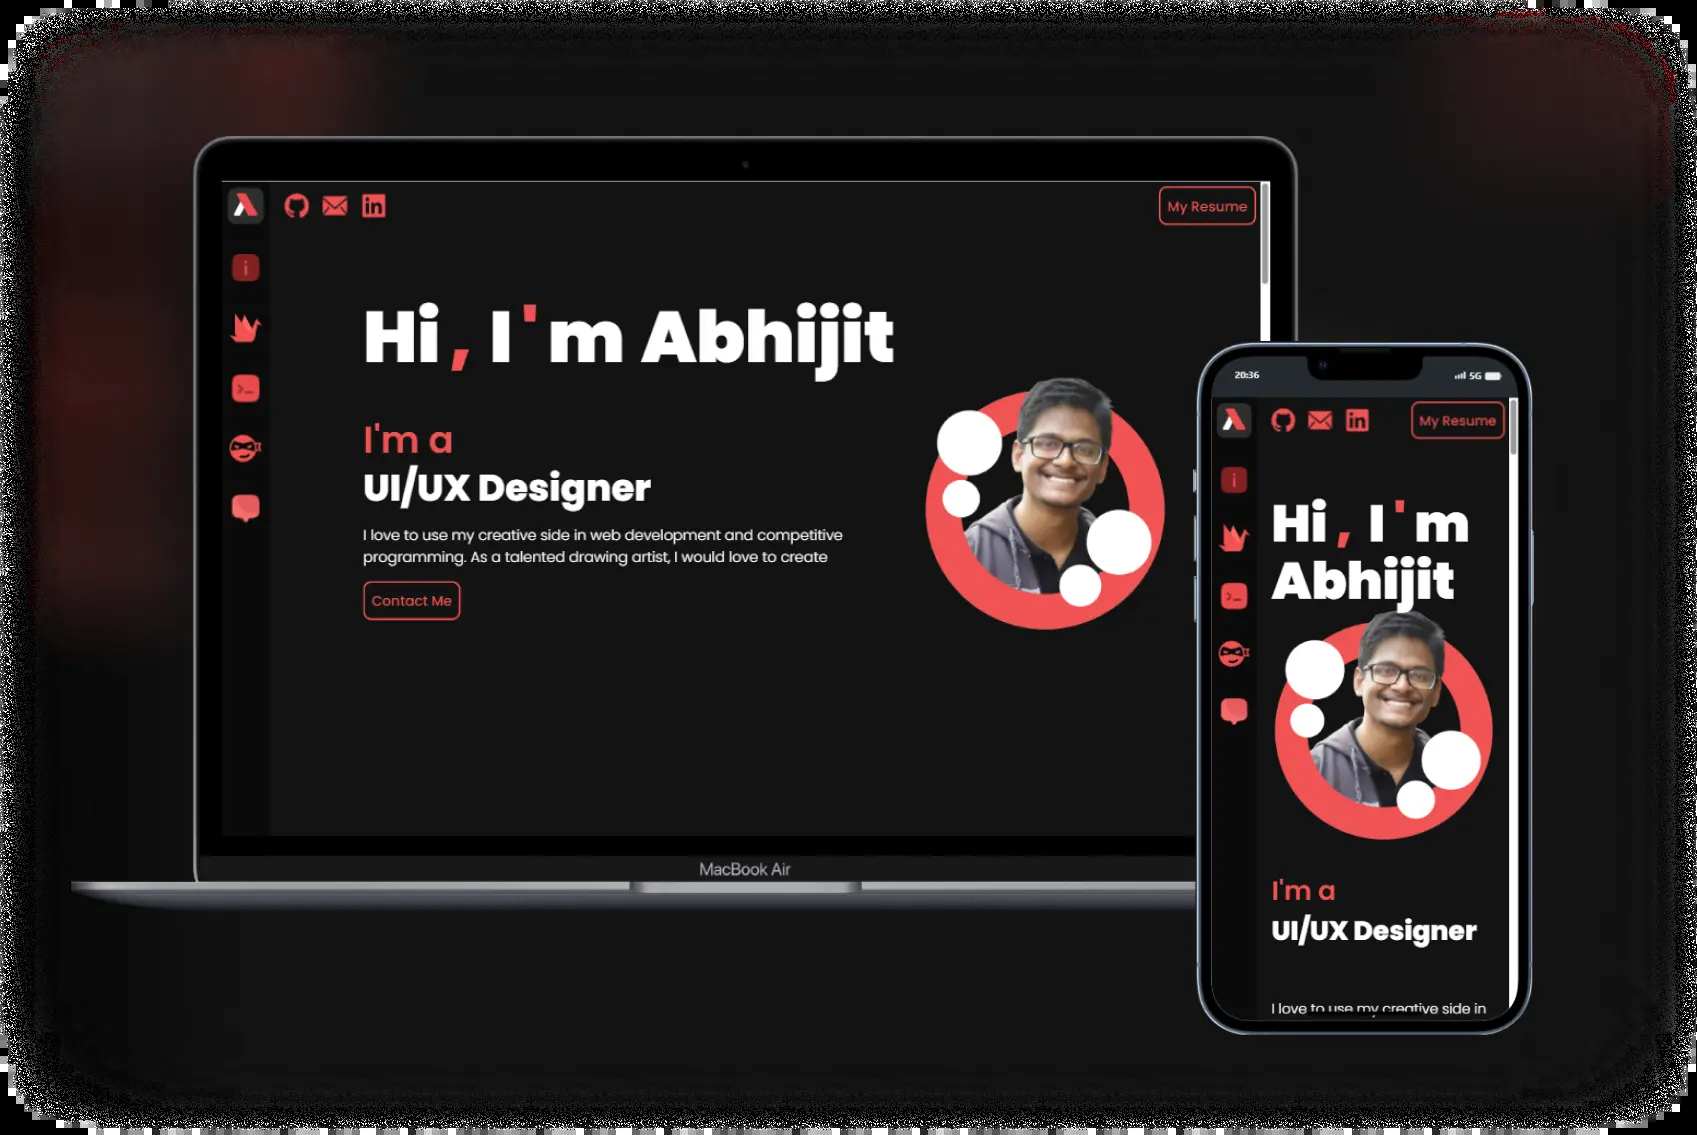 My Resume
Hi, I'm Abhijit
I'm a
UI/UX Designer
I love to use my creative side in web development and competitive
programming. As a talented drawing artist, I would love to create
Contact Me
MacBook Air
20:36
5G
My Resume
Hi, I'm
Abhijit
I'm a
UI/UX Designer
I love to use my creative side in